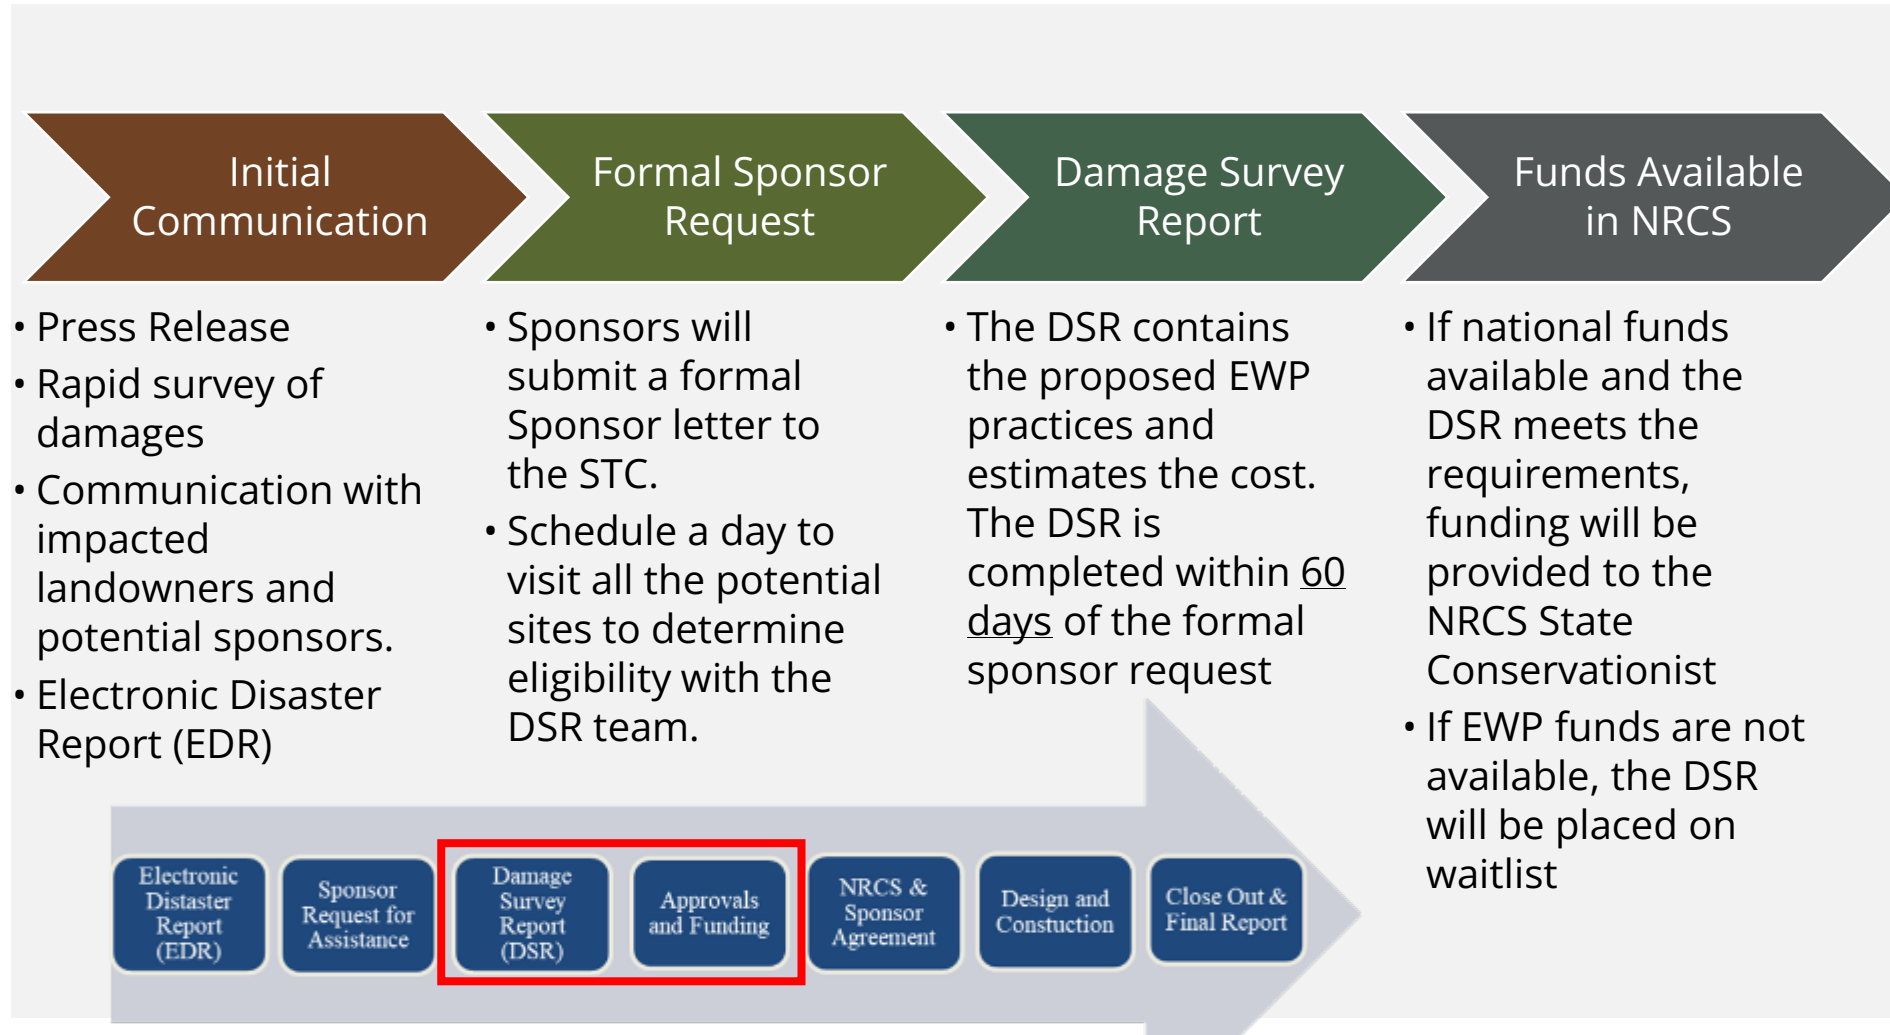 Initial
Communication
Formal Sponsor
Request
Damage Survey
Report
Funds Available
in NRCS
• Press Release
• Rapid survey of
damages
• Communication with
impacted
landowners and
potential sponsors.
• Electronic Disaster
Report (EDR)
• Sponsors will
submit a formal
Sponsor letter to
the STC.
• Schedule a day to
visit all the potential
sites to determine
eligibility with the
DSR team.
• The DSR contains
the proposed EWP
practices and
estimates the cost.
The DSR is
completed within 60
days of the formal
sponsor request
• If national funds
available and the
DSR meets the
requirements,
funding will be
provided to the
NRCS State
Conservationist
• If EWP funds are not
available, the DSR
will be placed on
waitlist
Electronic
Distaster
Report
(EDR)
Sponsor
Request for
Assistance
Damage
Survey
Report
(DSR)
Approvals
and Funding
NRCS &
Sponsor
Agreement
Design and
Constuction
Close Out &
Final Report